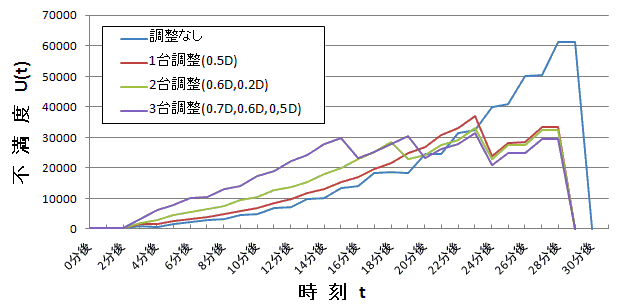 70000
60000
50000
40000
30000
20000
10000
0
不 満 度 U(t)
調整なし
1台調整(0.5D)
2台調整(0.6D,0.2D)
3台調整(0.7D,0.6D,0,5D)
0分後
2分後
4分後
6分後
8分後
10分後
12分後
14分後
16分後
18分後
20分後
22分後
24分後
26分後
28分後
30分後
時 刻 t